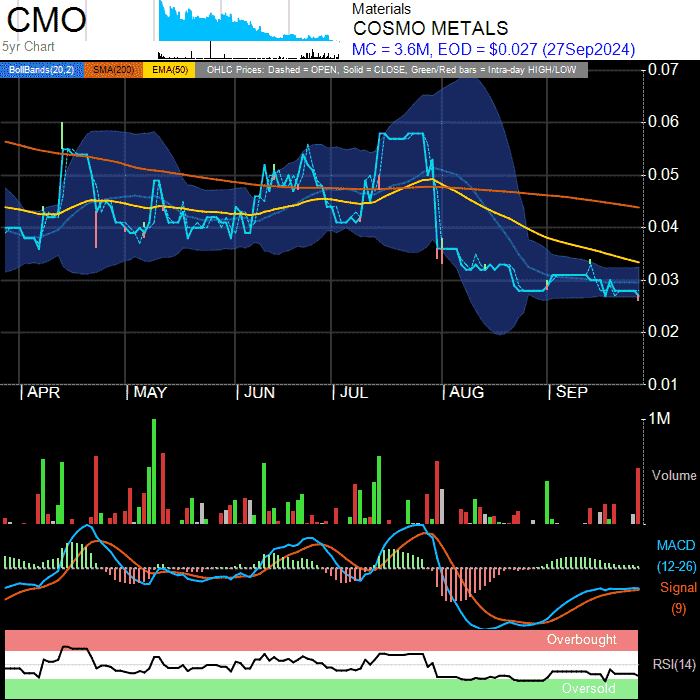 CMO
5yr Chart
Materials
COSMO METALS
MC = 3.6M, EOD = $0.027 (27Sep2024)
BollBands(20,2) SMA(200) EMA(50) OHLC Prices: Dashed = OPEN, Solid = CLOSE, Green/Red bars = Intra-day HIGH/LOW
0.07
0.06
0.05
0.04
0.03
0.02
0.01
APR MAY JUN JUL AUG SEP
1M
Volume
MACD
(12-26)
Signal
(9)
Overbought
RSI(14)
Oversold